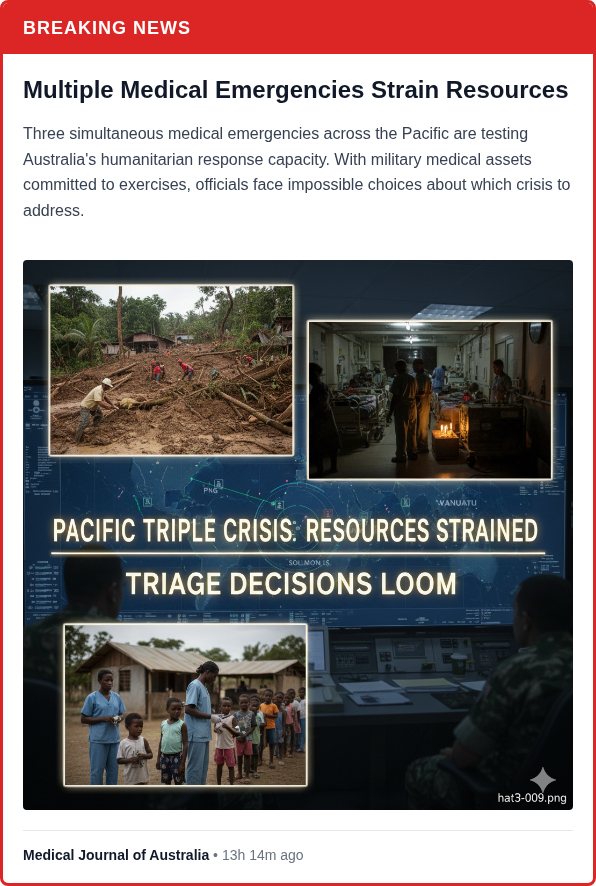 BREAKING NEWS
Multiple Medical Emergencies Strain Resources
Three simultaneous medical emergencies across the Pacific are testing
Australia's humanitarian response capacity. With military medical assets
committed to exercises, officials face impossible choices about which crisis to
address.
PNG
VANUATU
PACIFIC TRIPLE CRISIS: RESOURCES STRAINED
SOLIMON IS.
TRIAGE DECISIONS LOOM
hat3-009.png
Medical Journal of Australia • 13h 14m ago